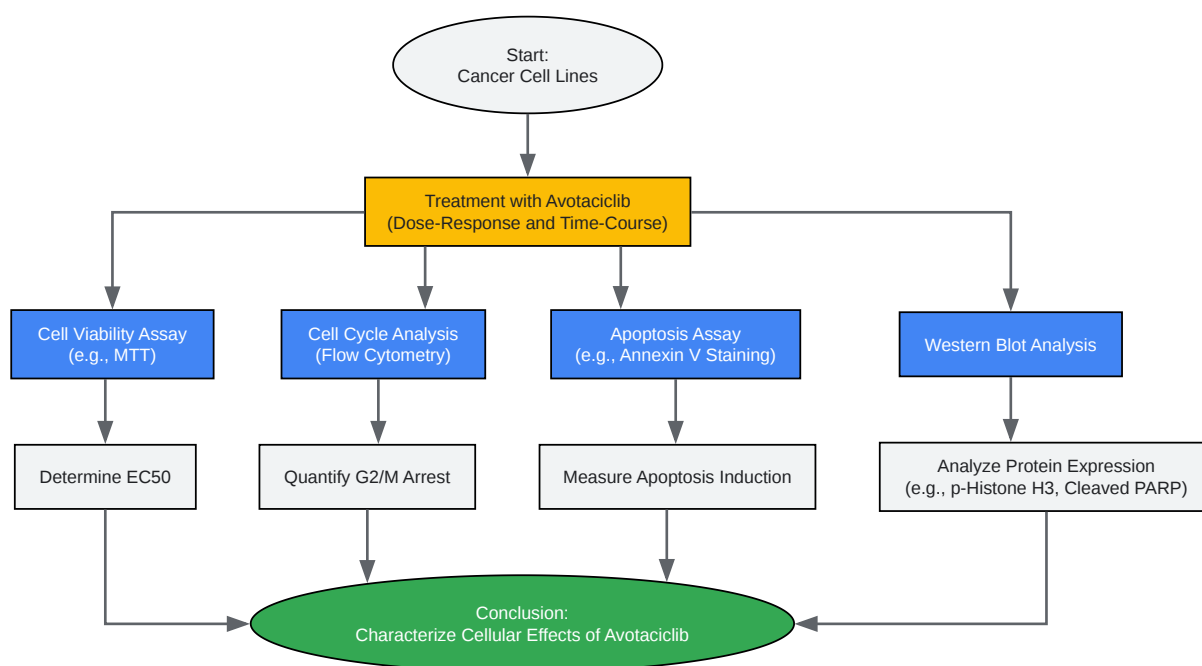 Start:
Cancer Cell Lines
Treatment with Avotaciclib
(Dose-Response and Time-Course)
Cell Viability Assay
(e.g., MTT)
Cell Cycle Analysis
(Flow Cytometry)
Apoptosis Assay
(e.g., Annexin V Staining)
Western Blot Analysis
Determine EC50
Quantify G2/M Arrest
Measure Apoptosis Induction
Analyze Protein Expression
(e.g., p-Histone H3, Cleaved PARP)
Conclusion:
Characterize Cellular Effects of Avotaciclib